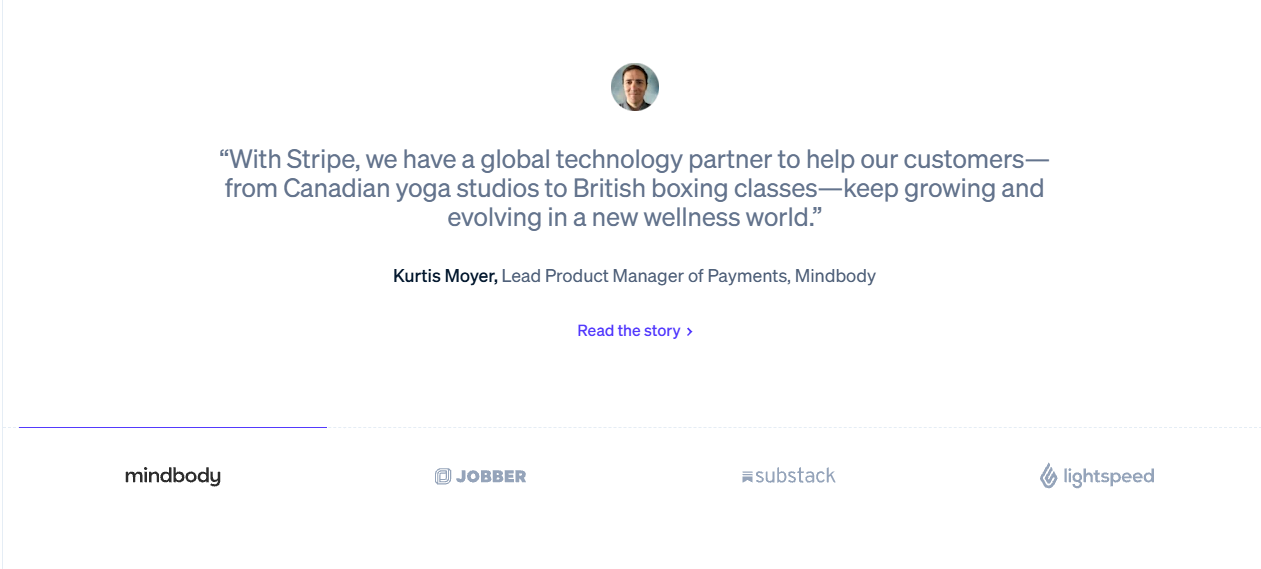 “With Stripe, we have a global technology partner to help our customers—
from Canadian yoga studios to British boxing classes—keep growing and
evolving in a new wellness world.”
Kurtis Moyer, Lead Product Manager of Payments, Mindbody
Read the story ›
mindbody
JOBBER
substack
lightspeed